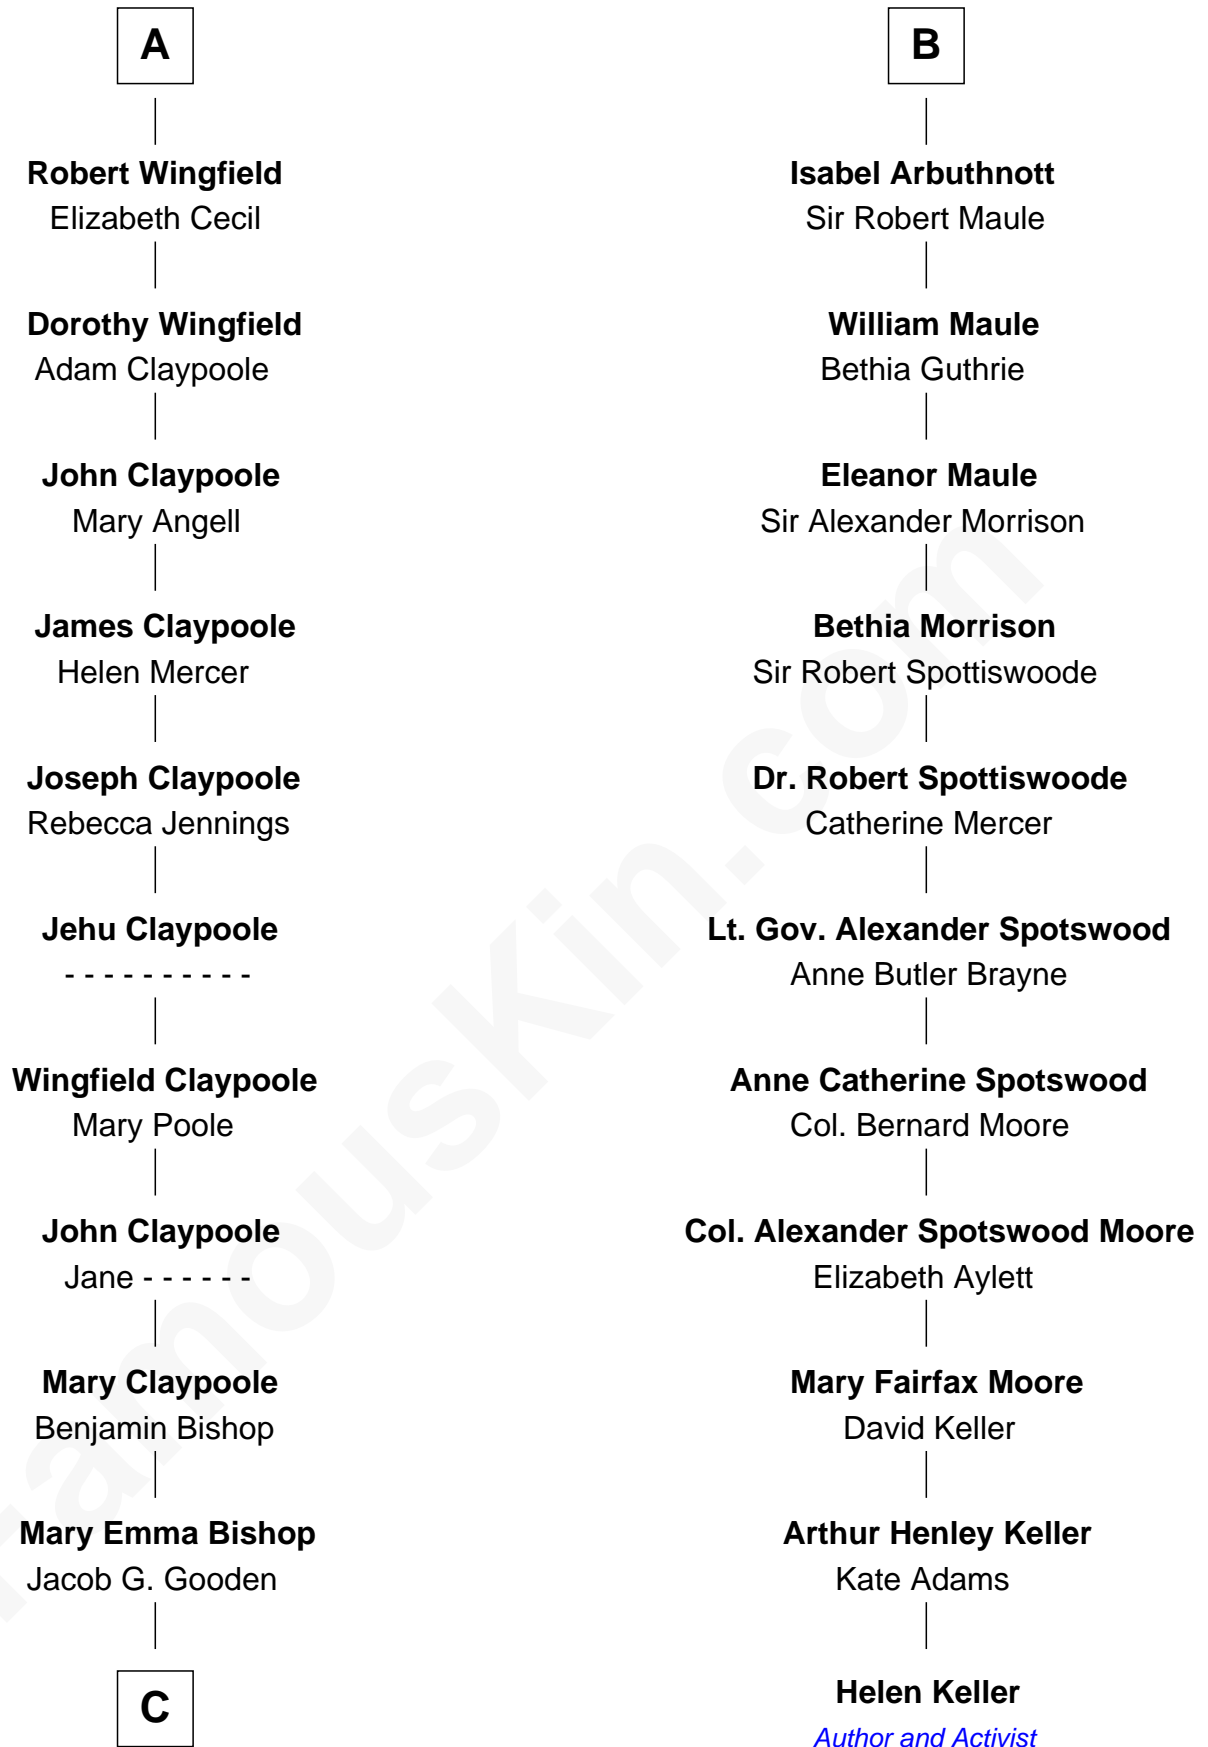 A
Robert Wingfield
Elizabeth Cecil
Dorothy Wingfield
Adam Claypoole
John Claypoole
Mary Angell
James Claypoole
Helen Mercer
Joseph Claypoole
Rebecca Jennings
Jehu Claypoole
- - - - - - - - - -
Wingfield Claypoole
Mary Poole
John Claypoole
Jane - - - - - -
Mary Claypoole
Benjamin Bishop
Mary Emma Bishop
Jacob G. Gooden
C
B
Isabel Arbuthnott
Sir Robert Maule
William Maule
Bethia Guthrie
Eleanor Maule
Sir Alexander Morrison
Bethia Morrison
Sir Robert Spottiswoode
Dr. Robert Spottiswoode
Catherine Mercer
Lt. Gov. Alexander Spotswood
Anne Butler Brayne
Anne Catherine Spotswood
Col. Bernard Moore
Col. Alexander Spotswood Moore
Elizabeth Aylett
Mary Fairfax Moore
David Keller
Arthur Henley Keller
Kate Adams
Helen Keller
Author and Activist
FamousKin.com